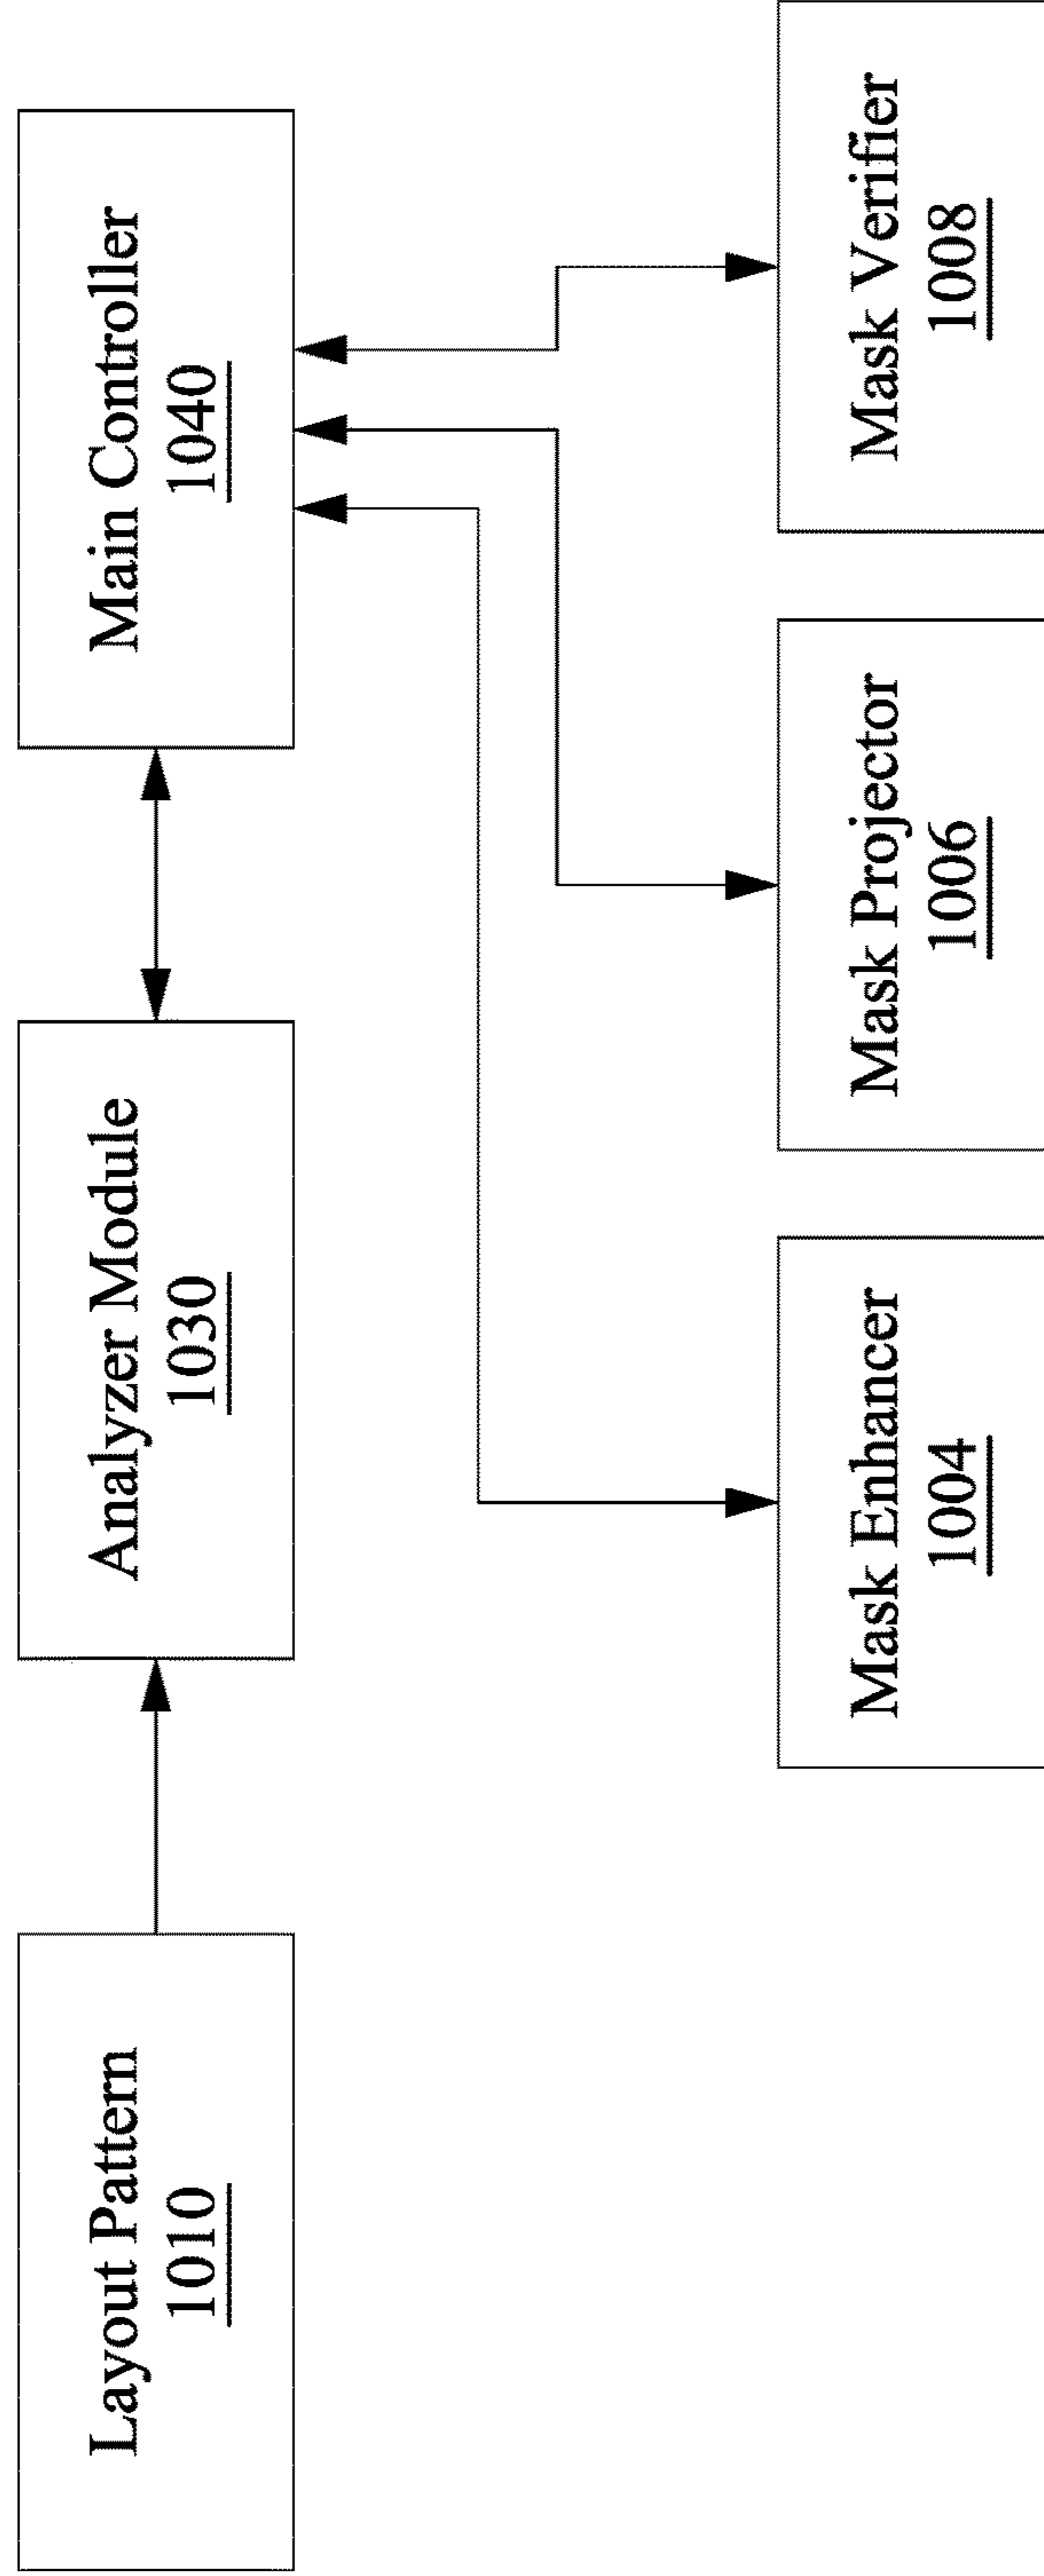 Layout Pattern
1010
Analyzer Module
1030
Main Controller
1040
Mask Enhancer
1004
Mask Projector
1006
Mask Verifier
1008